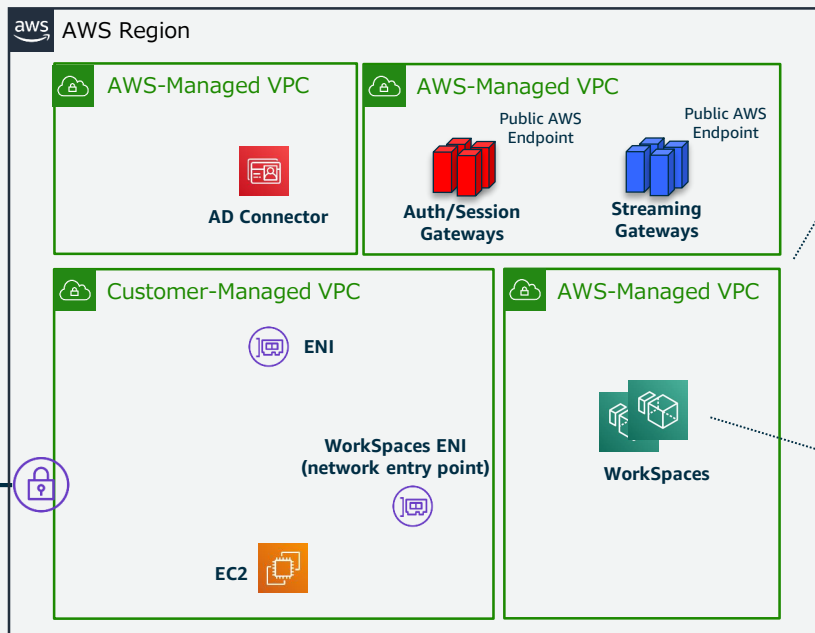 aws
AWS Region
AWS-Managed VPC
AD Connector
AWS-Managed VPC
Public AWS
Endpoint
Auth/Session
Gateways
Public AWS
Endpoint
Streaming
Gateways
Customer-Managed VPC
ENI
WorkSpaces ENI
(network entry point)
EC2
AWS-Managed VPC
WorkSpaces